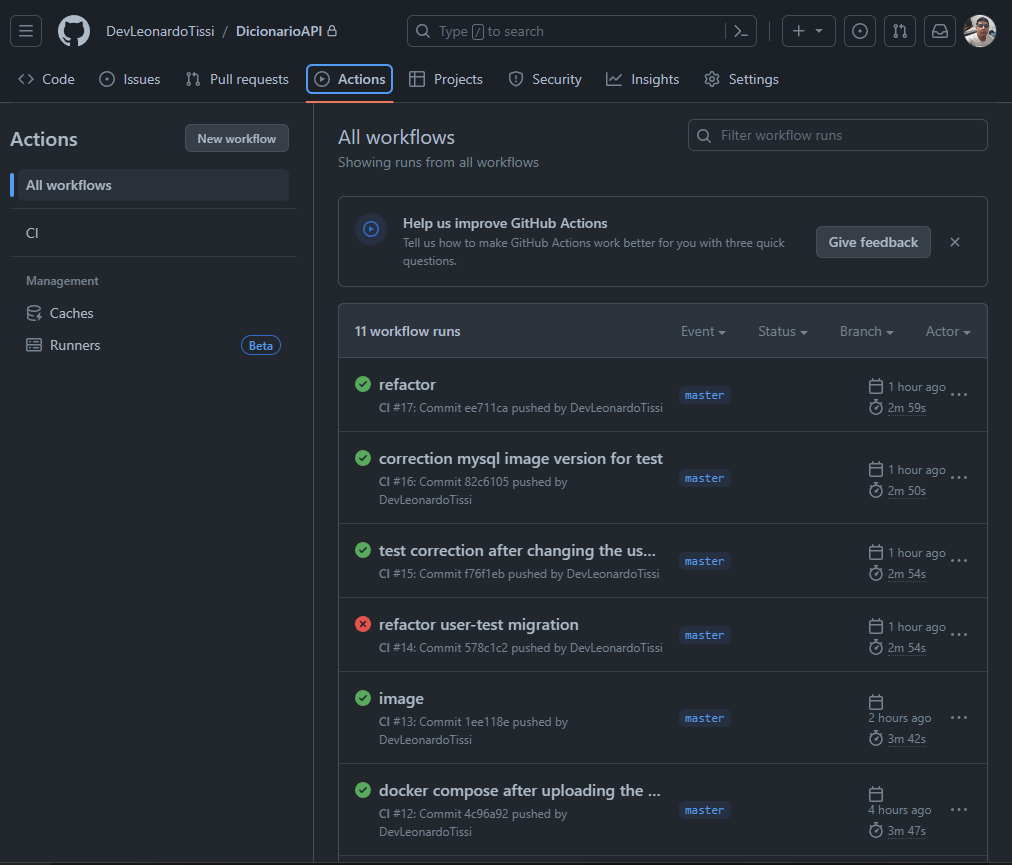 DevLeonardoTissi / DicionarioAPI
Type / to search
Code
Issues
Pull requests
Actions
Projects
Security
Insights
Settings
Actions
New workflow
All workflows
CI
Management
Caches
Runners
Beta
All workflows
Showing runs from all workflows
Filter workflow runs
Help us improve GitHub Actions
Tell us how to make GitHub Actions work better for you with three quick
questions.
Give feedback
11 workflow runs
Event
Status
Branch
Actor
refactor
CI #17: Commit ee711ca pushed by DevLeonardoTissi
master
1 hour ago
2m 59s
correction mysql image version for test
CI #16: Commit 82c6105 pushed by
DevLeonardoTissi
master
1 hour ago
2m 50s
test correction after changing the us...
CI #15: Commit f76f1eb pushed by DevLeonardoTissi
master
1 hour ago
2m 54s
refactor user-test migration
CI #14: Commit 578c1c2 pushed by DevLeonardoTissi
master
1 hour ago
2m 54s
image
CI #13: Commit 1ee118e pushed by
DevLeonardoTissi
master
2 hours ago
3m 42s
docker compose after uploading the ...
CI #12: Commit 4c96a92 pushed by
DevLeonardoTissi
master
4 hours ago
3m 47s